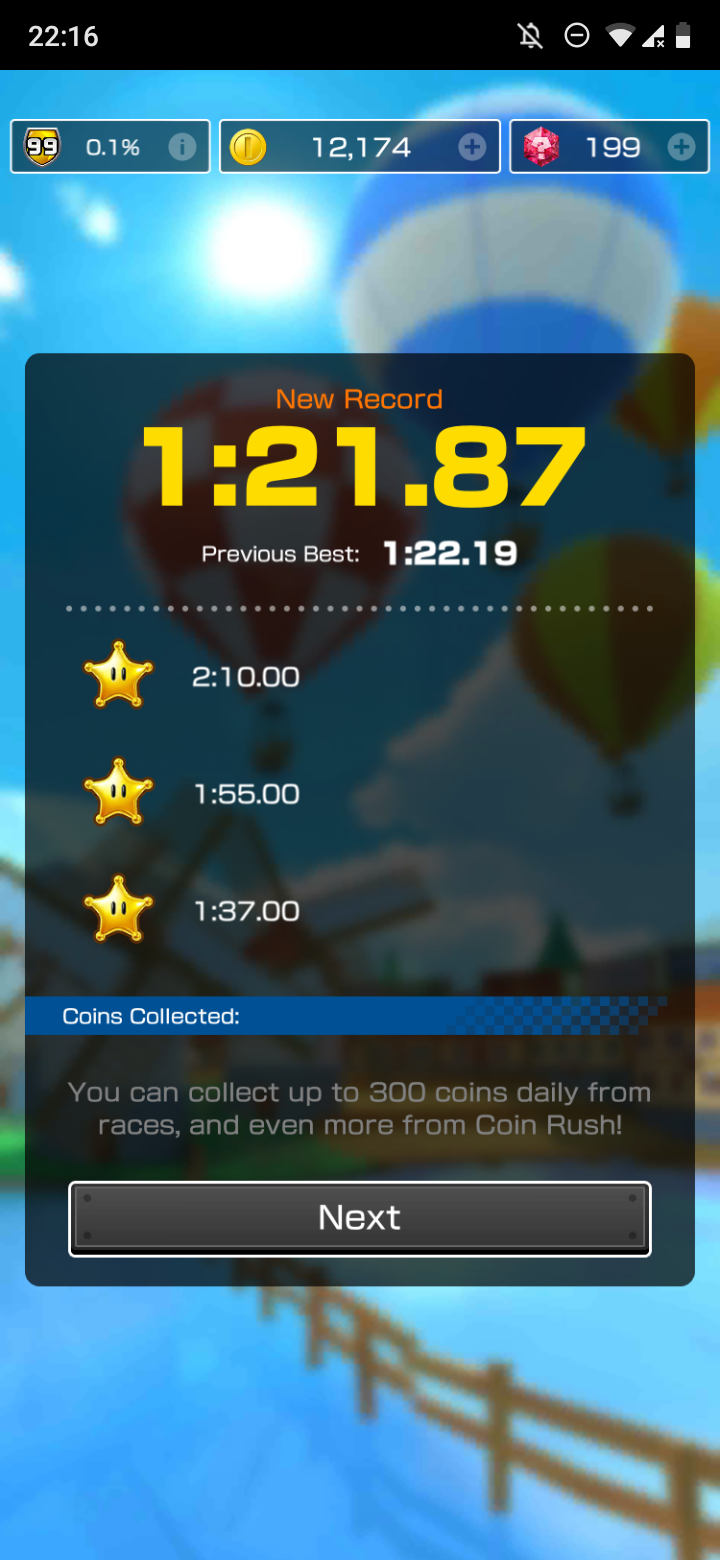 22:16
99 0.1% i 12,174 + ? 199 +
New Record
1:21.87
Previous Best: 1:22.19
2:10.00
1:55.00
1:37.00
Coins Collected:
You can collect up to 300 coins daily from
races, and even more from Coin Rush!
Next